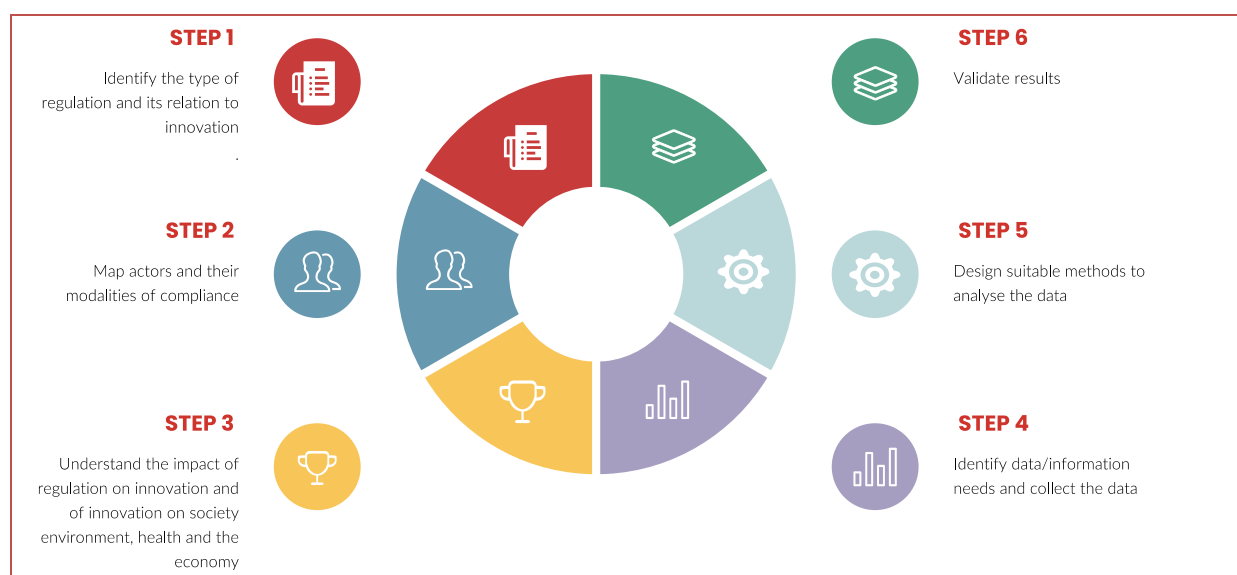 STEP 1
Identify the type of
regulation and its relation to
innovation
.
STEP 2
Map actors and their
modalities of compliance
STEP 3
Understand the impact of
regulation on innovation and
of innovation on society
environment, health and the
economy
STEP 6
Validate results
STEP 5
Design suitable methods to
analyse the data
STEP 4
Identify data/information
needs and collect the data